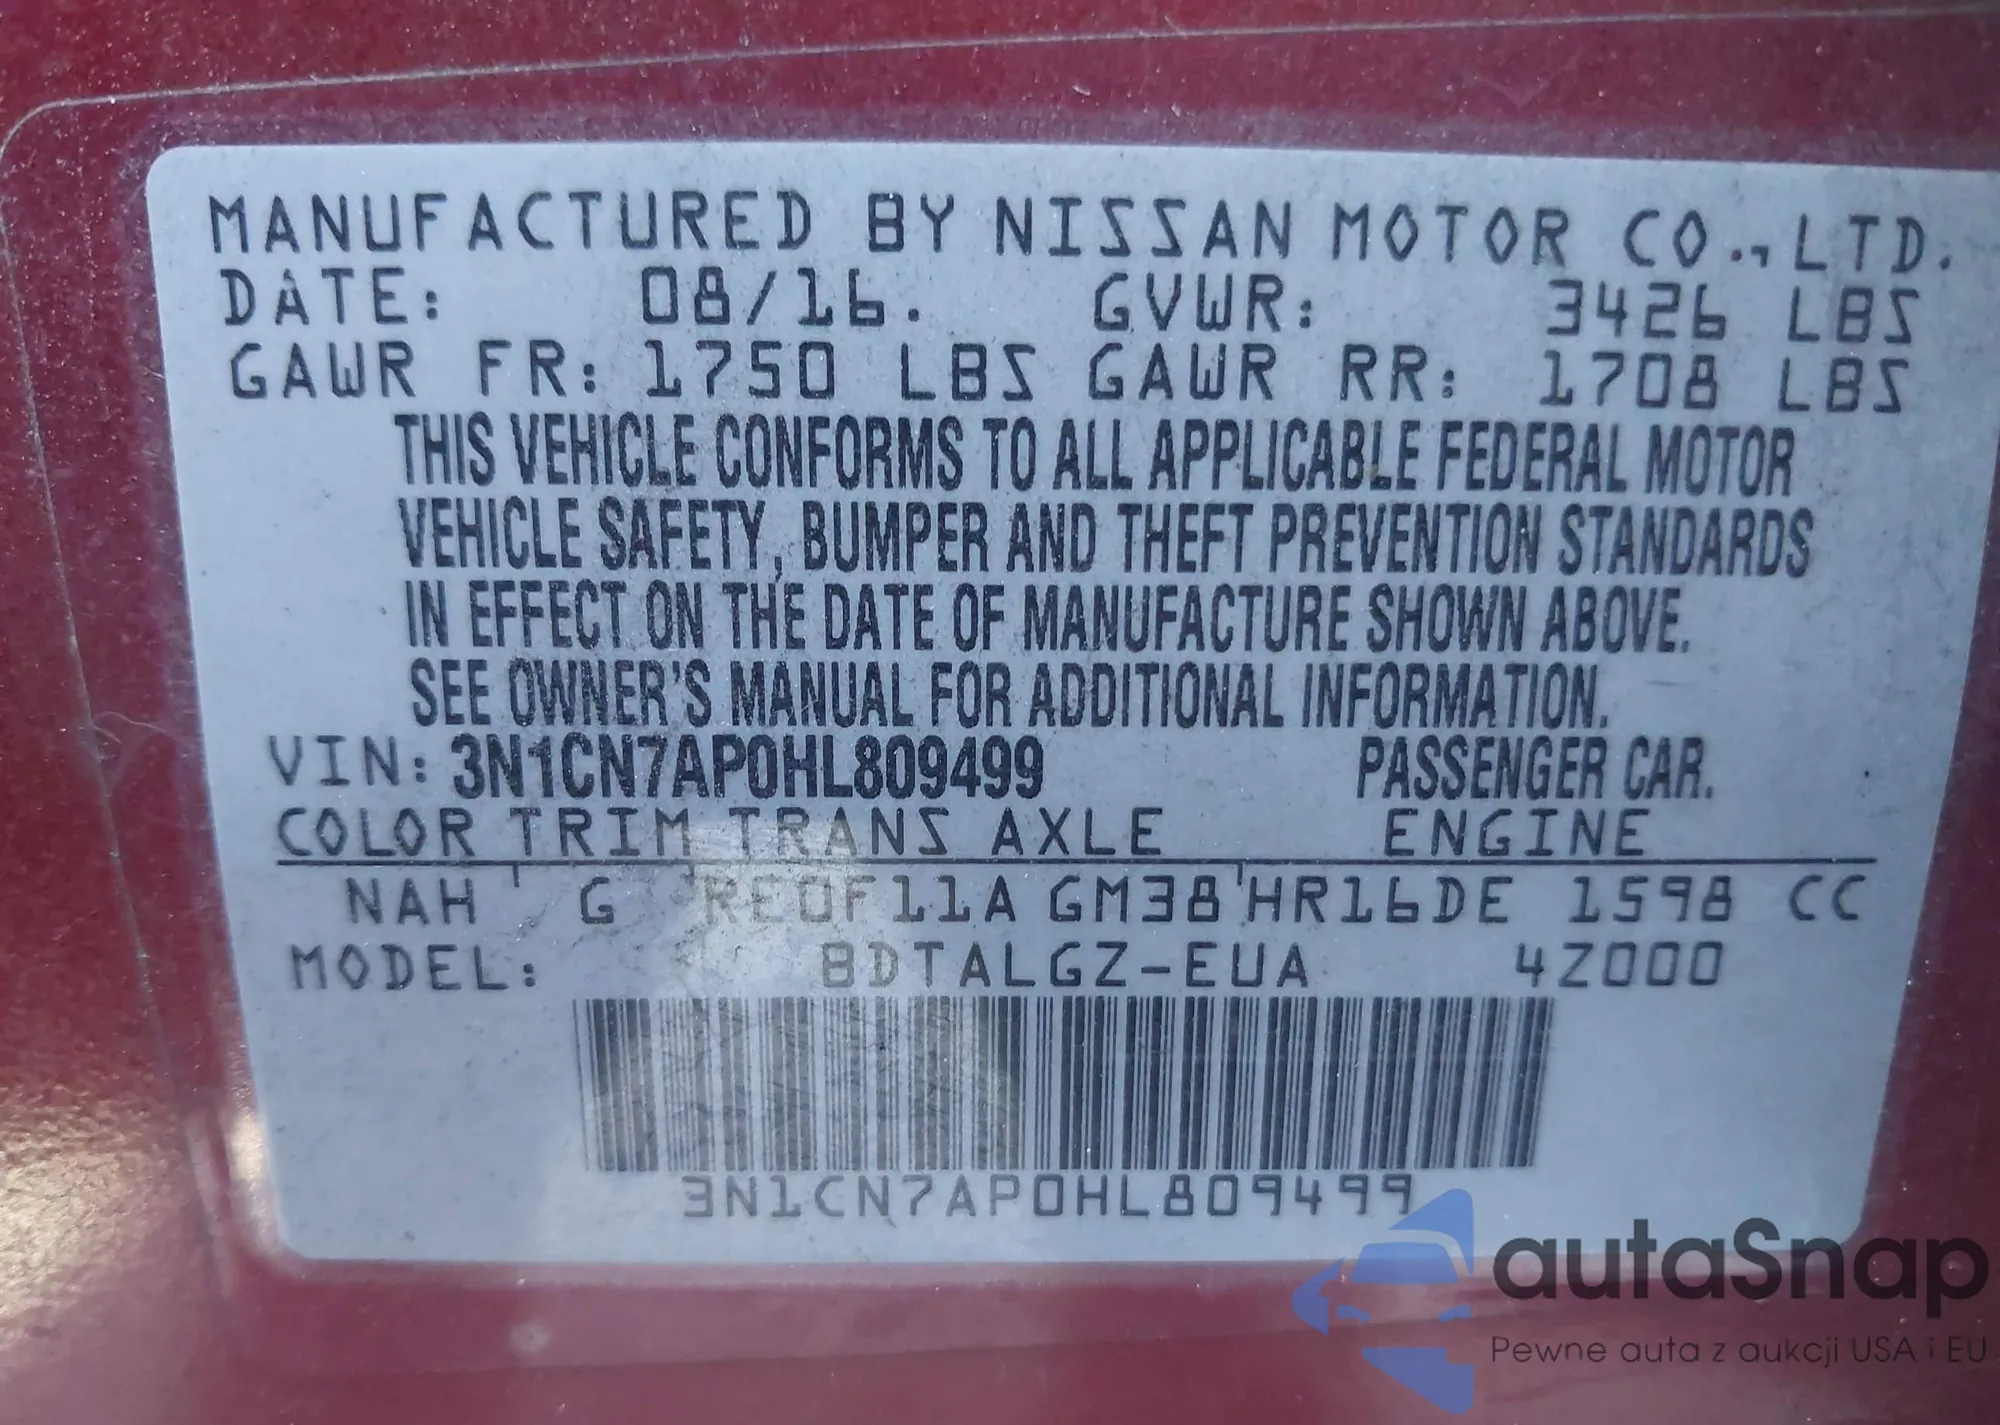 MANUFACTURED BY NISSAN MOTOR CO., LTD.
DATE: 08/16. GVWR: 3426 LBS
GAWR FR: 1750 LBS GAWR RR: 1708 LBS
THIS VEHICLE CONFORMS TO ALL APPLICABLE FEDERAL MOTOR
VEHICLE SAFETY, BUMPER AND THEFT PREVENTION STANDARDS
IN EFFECT ON THE DATE OF MANUFACTURE SHOWN ABOVE.
SEE OWNER'S MANUAL FOR ADDITIONAL INFORMATION.
VIN: 3N1CN7AP0HL809499 PASSENGER CAR.
COLOR TRIM TRANS AXLE ENGINE
NAH G RE0F11A GM38 HR16DE 1598 CC
MODEL: BDTALGZ-EUA 4Z000
3N1CN7AP0HL809499
autaSnap
Pewne auta z aukcji USA i EU